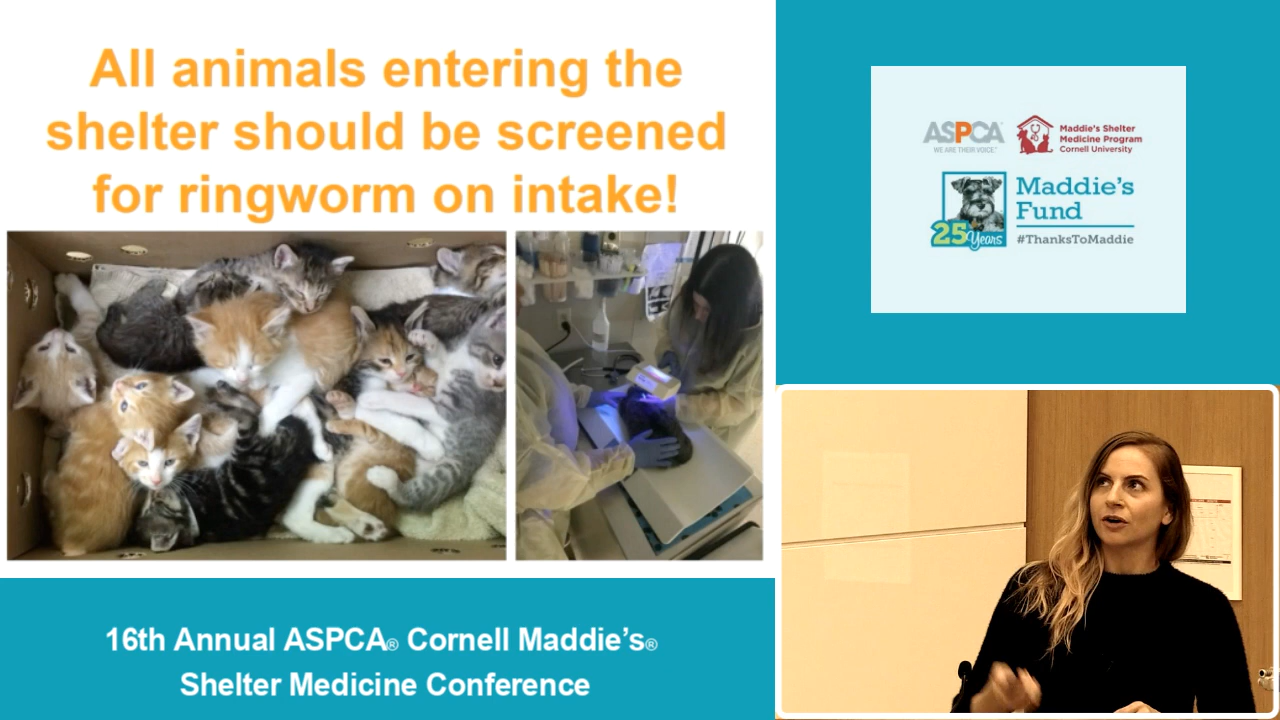 All animals entering the
shelter should be screened
for ringworm on intake!
ASPCA®
WE ARE THEIR VOICE.™
Maddie's Shelter
Medicine Program
Cornell University
25 Years
Maddie's
Fund
#ThanksToMaddie
16th Annual ASPCA® Cornell Maddie's®
Shelter Medicine Conference